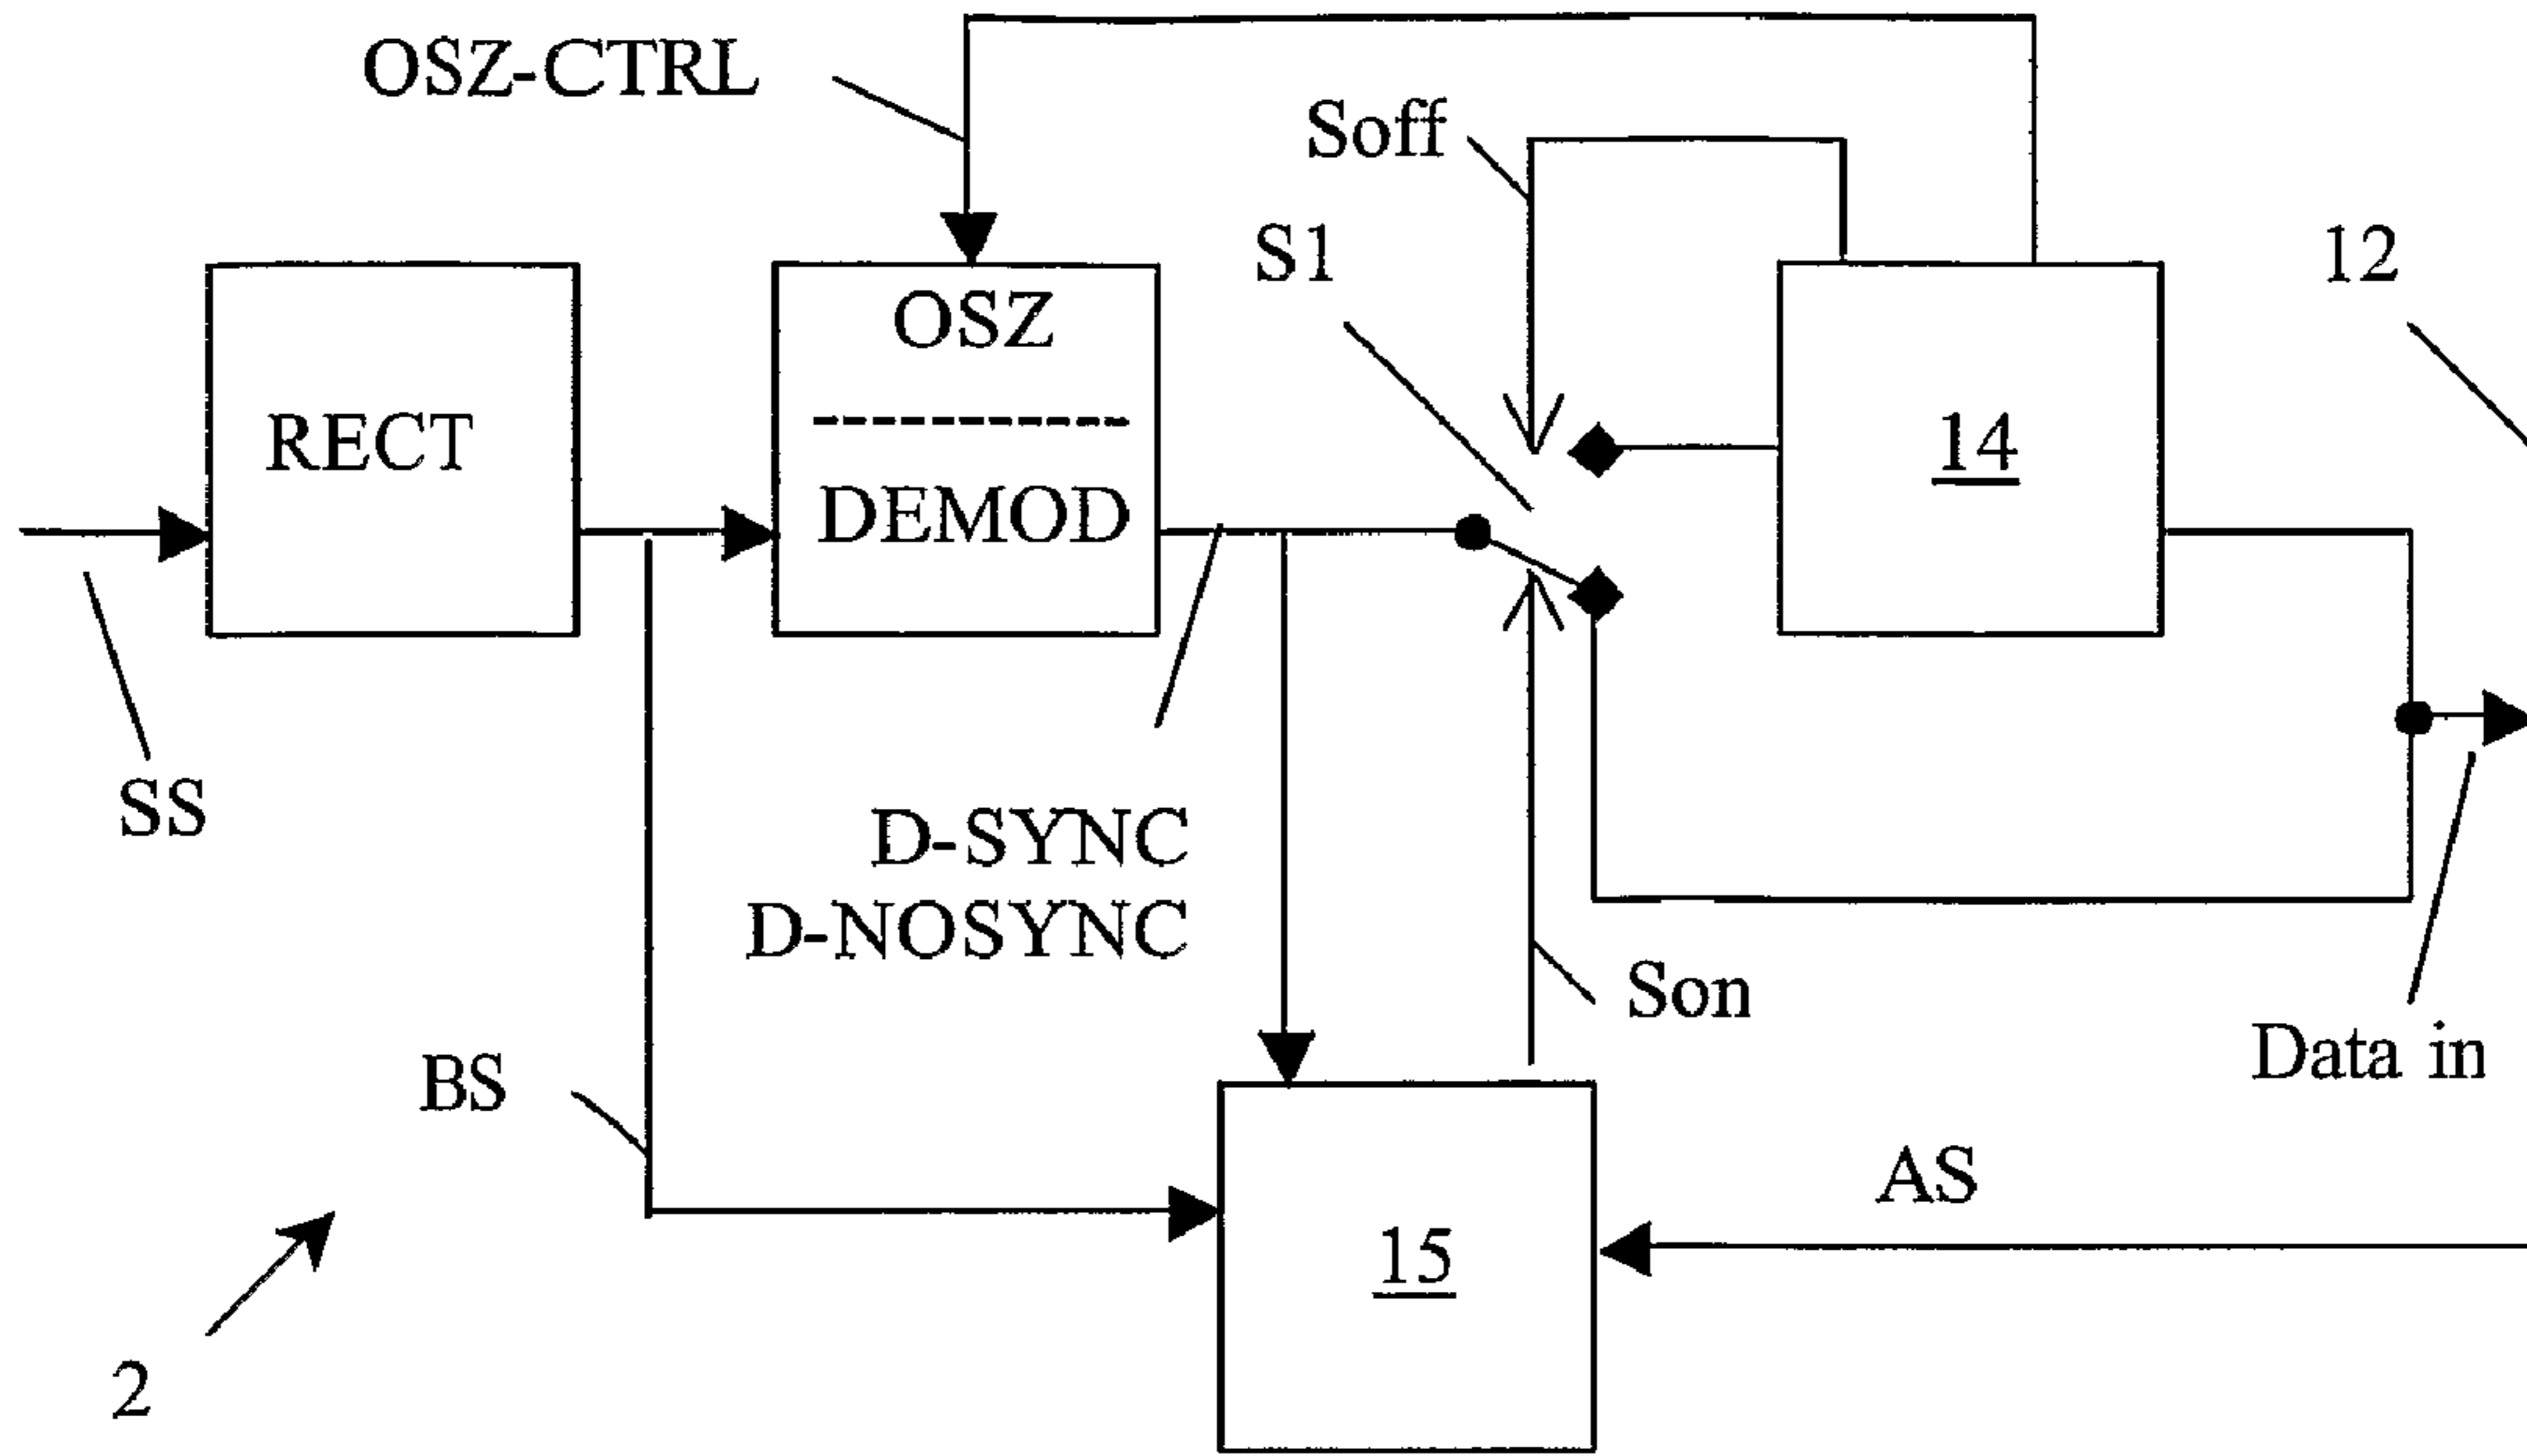 OSZ-CTRL
Soff
S1
12
OSZ
RECT
14
DEMOD
SS
D-SYNC
D-NOSYNC
Son
Data in
BS
AS
15
2